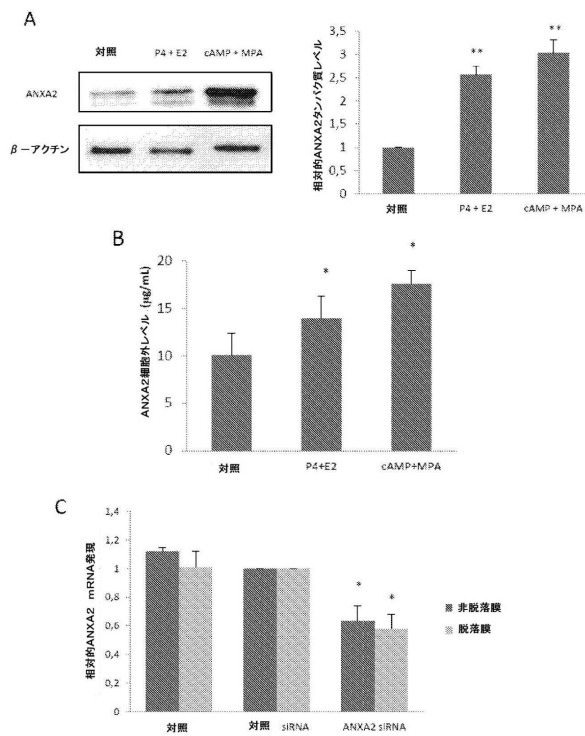 A
対照 P4 + E2 cAMP + MPA
ANXA2
β－アクチン
相対的ANXA2タンパク質レベル
3,5
3
2,5
2
1,5
1
0,5
0
**
**
対照 P4 + E2 cAMP + MPA
B
ANXA2細胞外レベル (μg/mL)
20
15
10
5
0
*
*
対照 P4+E2 cAMP+MPA
C
相対的ANXA2 mRNA発現
1,4
1,2
1
0,8
0,6
0,4
0,2
0
*
*
対照 対照 siRNA ANXA2 siRNA
非脱落膜
脱落膜